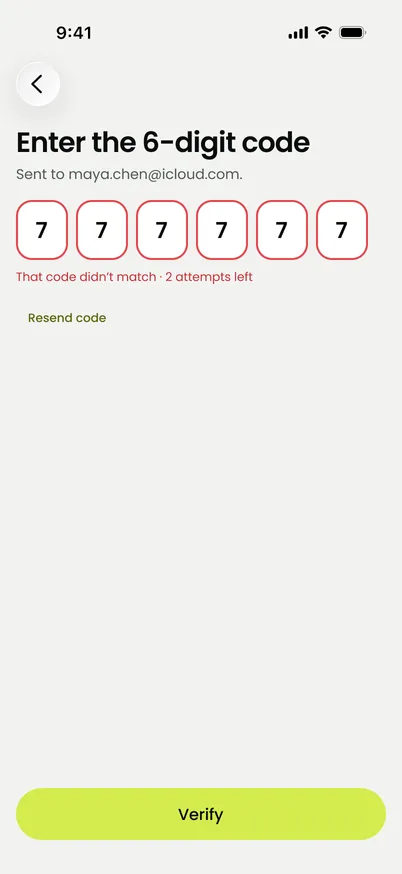 9:41
Enter the 6-digit code
Sent to maya.chen@icloud.com.
7 7 7 7 7 7
That code didn’t match · 2 attempts left
Resend code
Verify